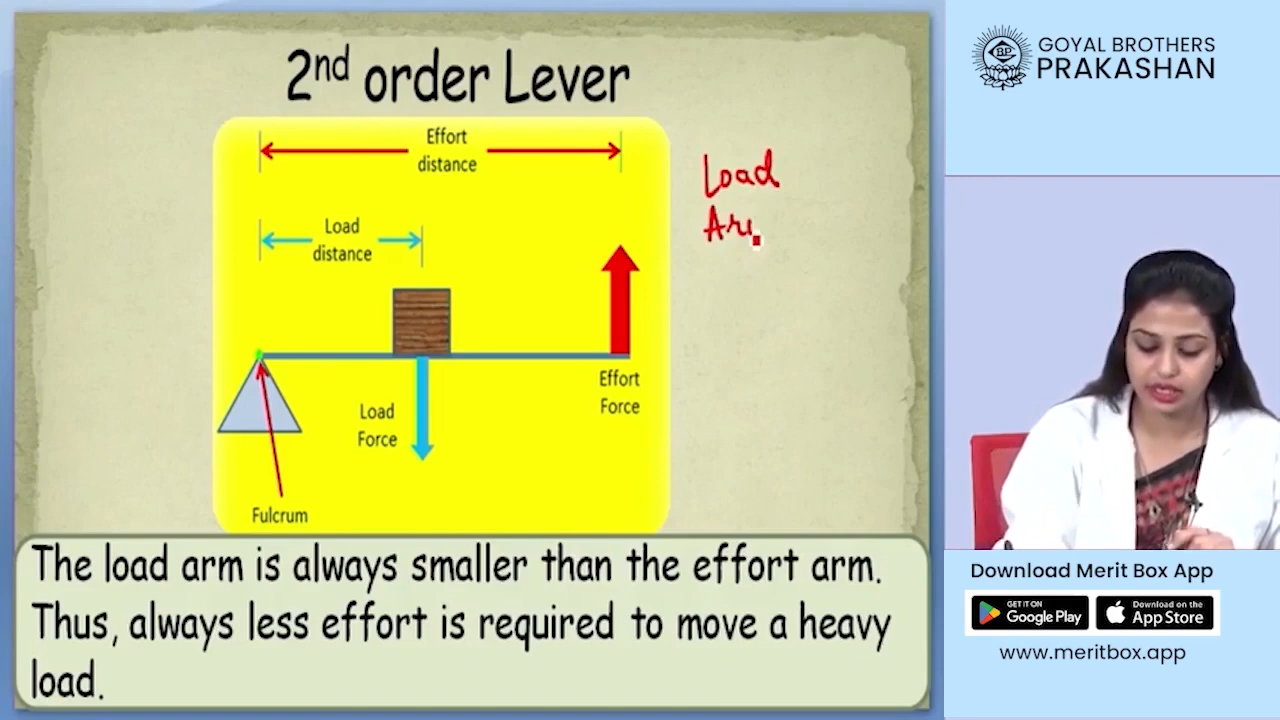 2nd order Lever
Effort
distance
Load
distance
Load
Force
Effort
Force
Fulcrum
Load
The load arm is always smaller than the effort arm.
Thus, always less effort is required to move a heavy
load.
GOYAL BROTHERS
PRAKASHAN
GBP
Download Merit Box App
GET IT ON
Google Play
Download on the
App Store
www.meritbox.app